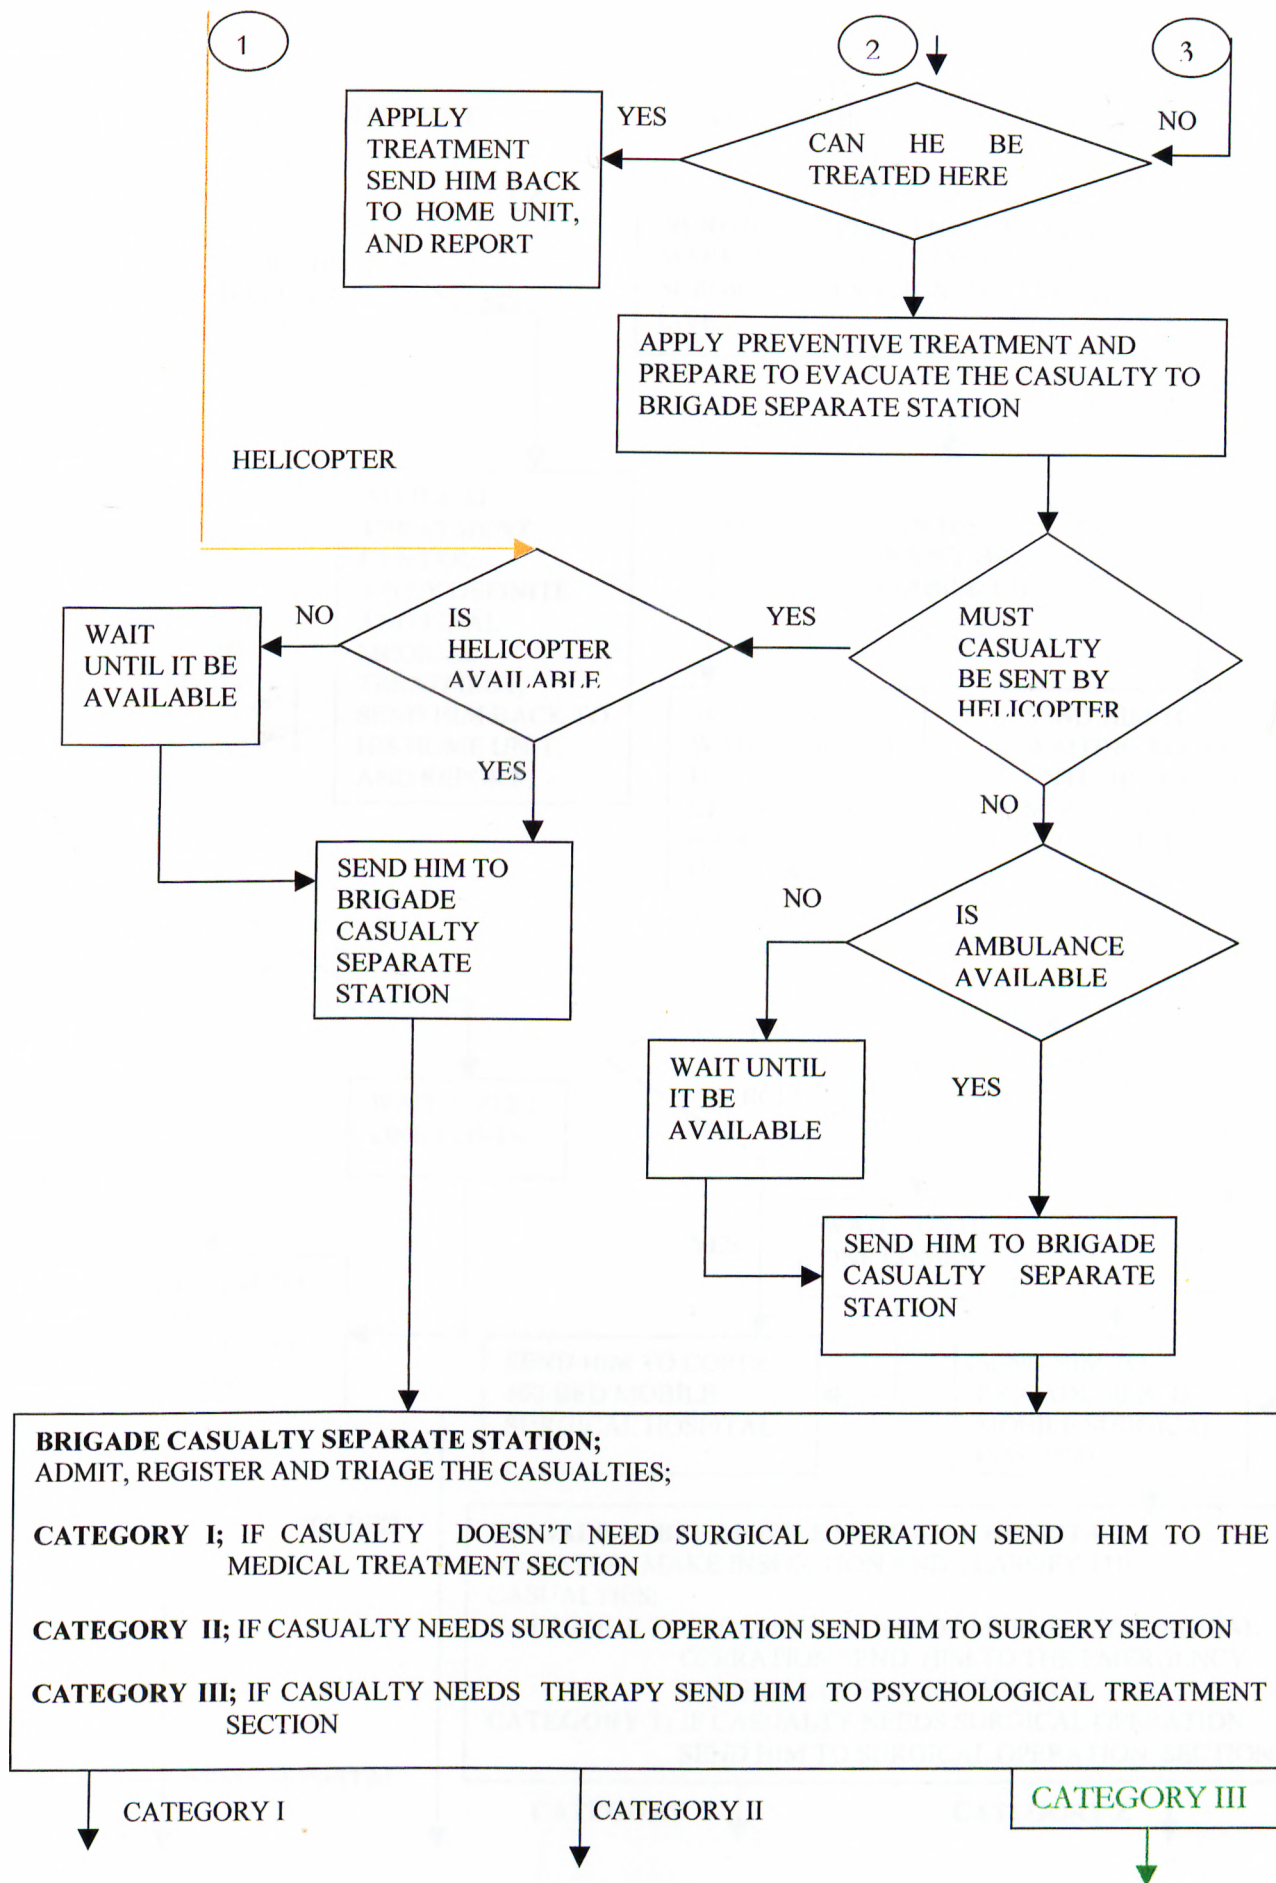 1
2
3
APPLLY
TREATMENT
SEND HIM BACK
TO HOME UNIT,
AND REPORT
YES
CAN HE BE
TREATED HERE
NO
APPLY PREVENTIVE TREATMENT AND
PREPARE TO EVACUATE THE CASUALTY TO
BRIGADE SEPARATE STATION
HELICOPTER
WAIT
UNTIL IT BE
AVAILABLE
NO
IS
HELICOPTER
AVAILABLE
YES
MUST
CASUALTY
BE SENT BY
HELICOPTER
YES
NO
SEND HIM TO
BRIGADE
CASUALTY
SEPARATE
STATION
NO
IS
AMBULANCE
AVAILABLE
WAIT UNTIL
IT BE
AVAILABLE
YES
SEND HIM TO BRIGADE
CASUALTY SEPARATE
STATION
BRIGADE CASUALTY SEPARATE STATION;
ADMIT, REGISTER AND TRIAGE THE CASUALTIES;
CATEGORY I; IF CASUALTY DOESN'T NEED SURGICAL OPERATION SEND HIM TO THE
MEDICAL TREATMENT SECTION
CATEGORY II; IF CASUALTY NEEDS SURGICAL OPERATION SEND HIM TO SURGERY SECTION
CATEGORY III; IF CASUALTY NEEDS THERAPY SEND HIM TO PSYCHOLOGICAL TREATMENT
SECTION
CATEGORY I
CATEGORY II
CATEGORY III